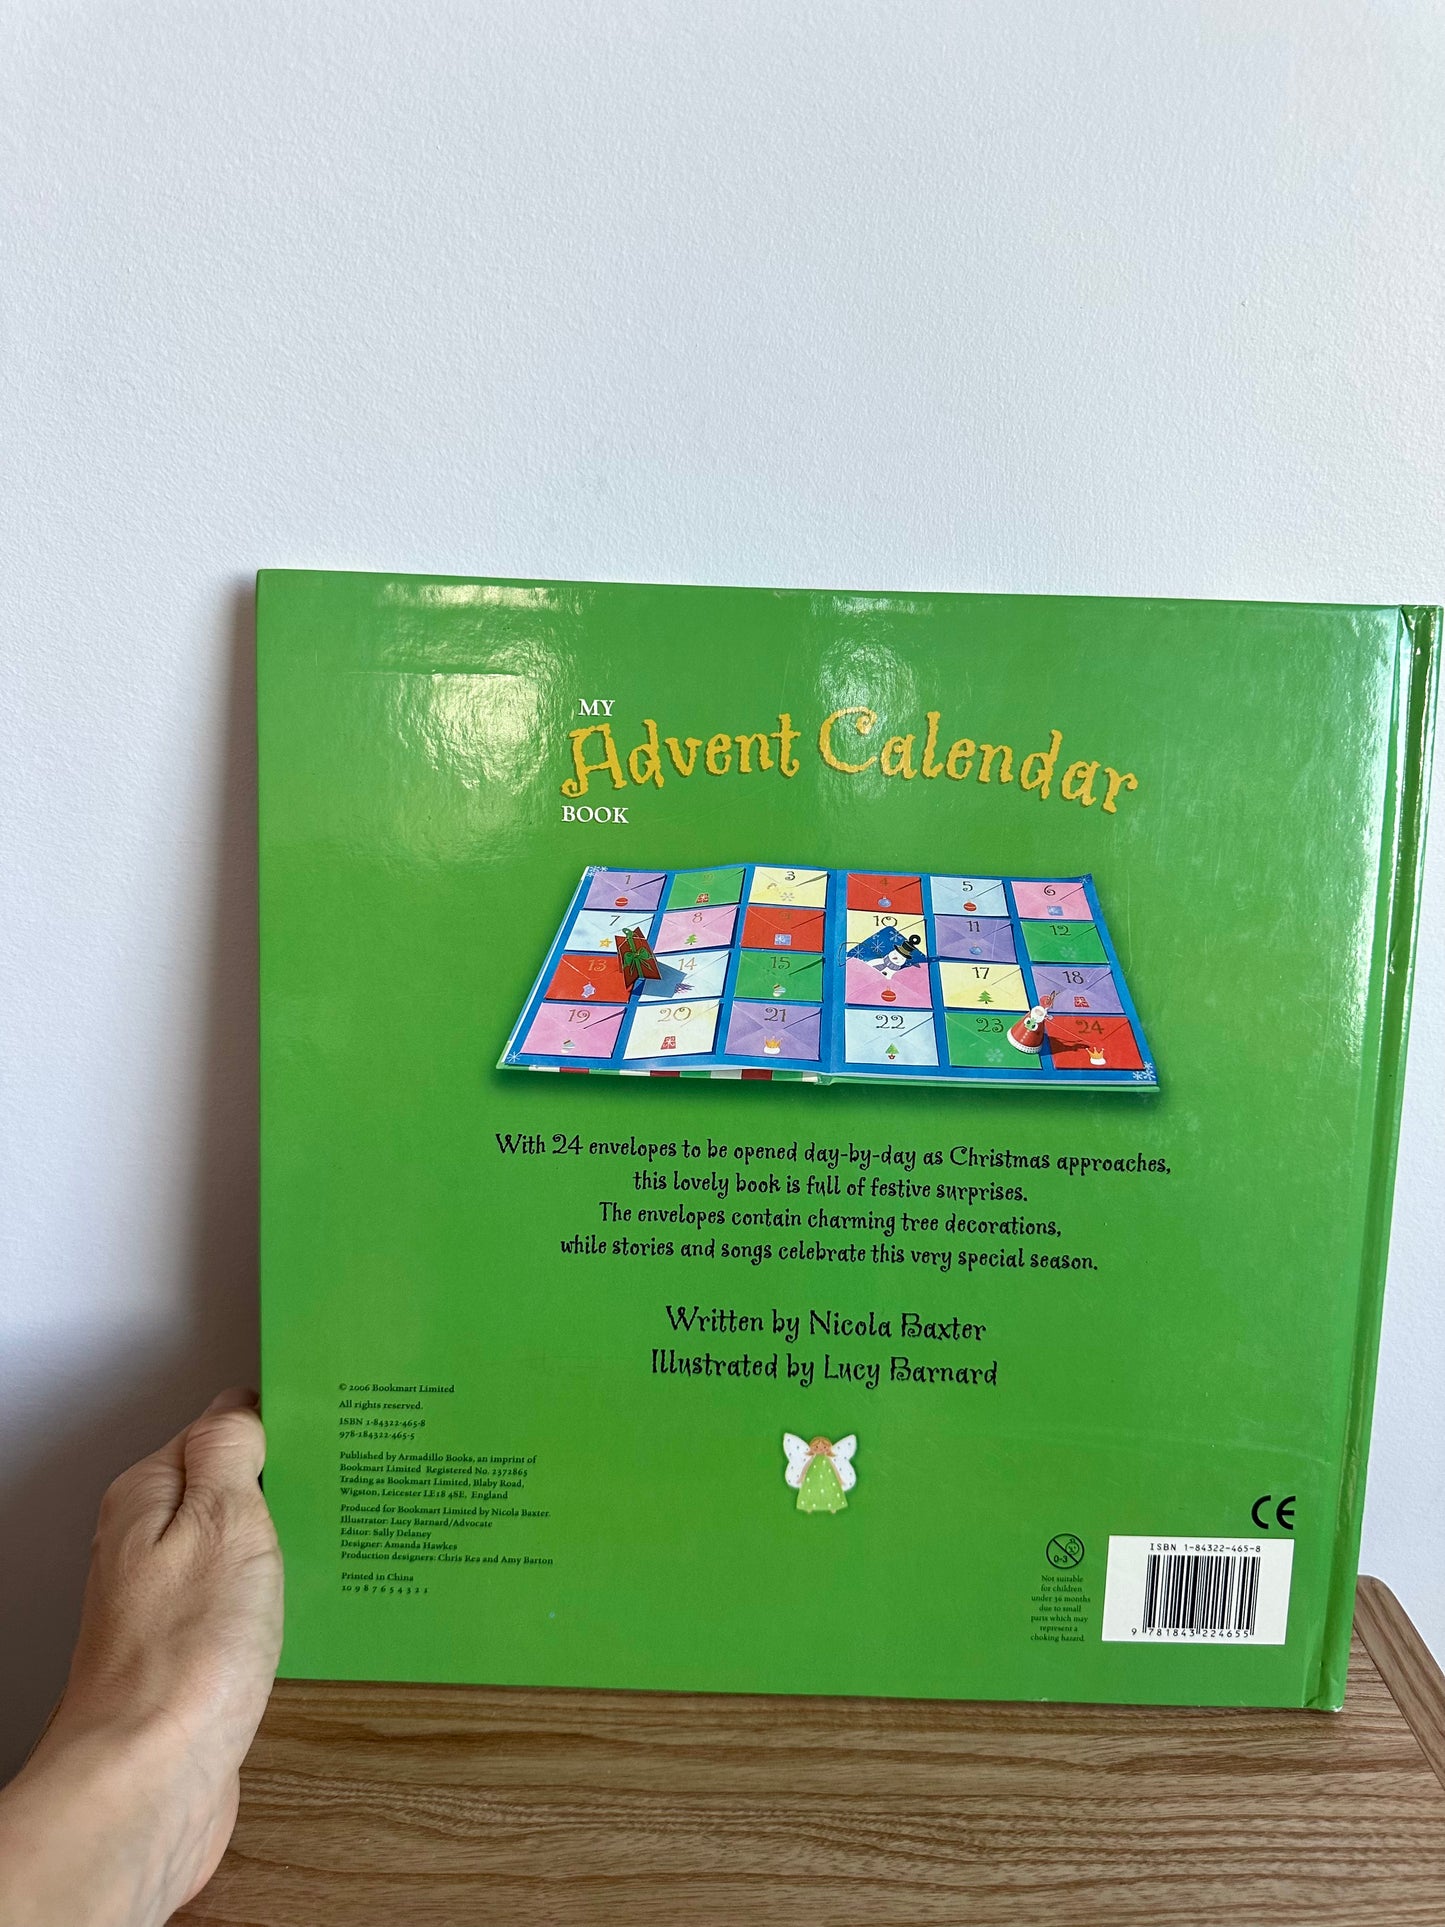 MY
Advent Calendar
BOOK
1 2 3 4 5 6
7 8 9 10 11 12
13 14 15 17 18
19 20 21 22 23 24
With 24 envelopes to be opened day-by-day as Christmas approaches,
this lovely book is full of festive surprises.
The envelopes contain charming tree decorations,
while stories and songs celebrate this very special season.
Written by Nicola Baxter
Illustrated by Lucy Barnard
© 2006 Bookmart Limited
All rights reserved.
ISBN 1-84322-465-8
978-184322-465-5
Published by Armadillo Books, an imprint of
Bookmart Limited Registered No. 2372865
Trading as Bookmart Limited, Blaby Road,
Wigston, Leicester LE18 4SE, England
Produced for Bookmart Limited by Nicola Baxter
Illustrator: Lucy Barnard/Advocate
Editor: Sally Delaney
Designer: Amanda Hawkes
Production designers: Chris Rea and Amy Barton
Printed in China
10 9 8 7 6 5 4 3 2 1
CE
0-3
Not suitable
for children
under 36 months
due to small
parts which may
represent a
choking hazard.
ISBN 1-84322-465-8
9 781843 224655